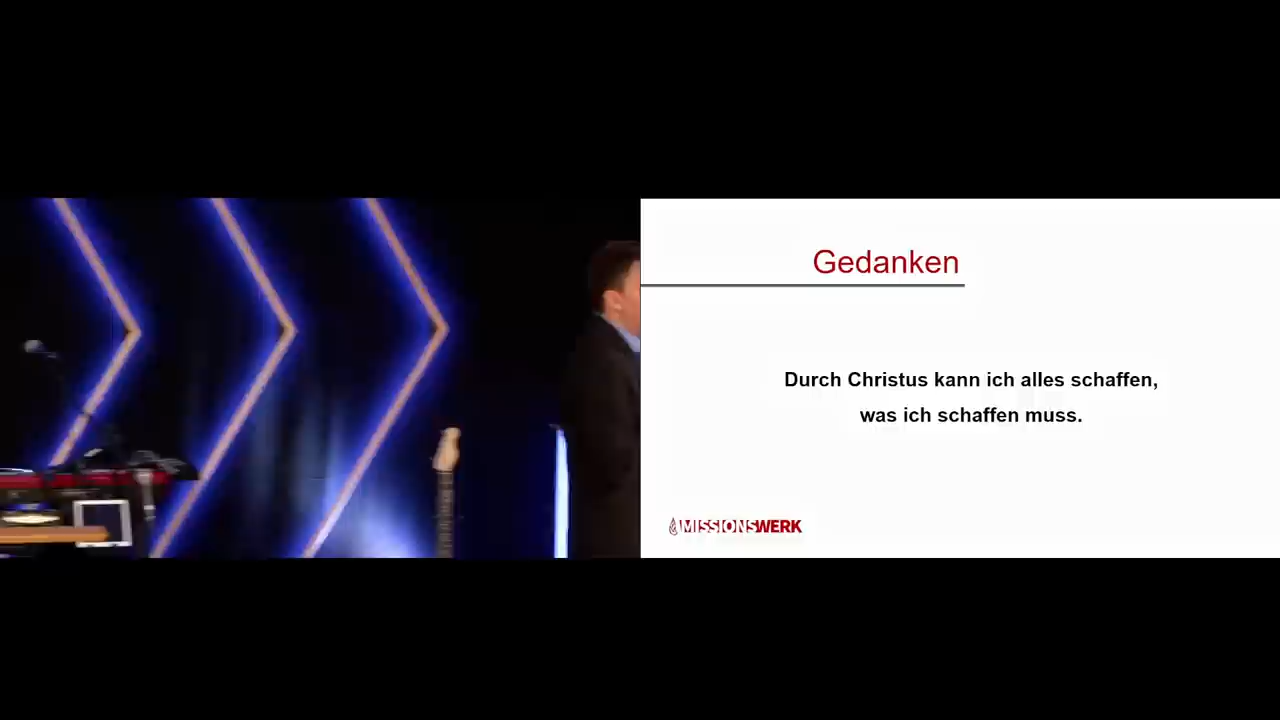 Gedanken
Durch Christus kann ich alles schaffen,
was ich schaffen muss.
MISSIONSWERK